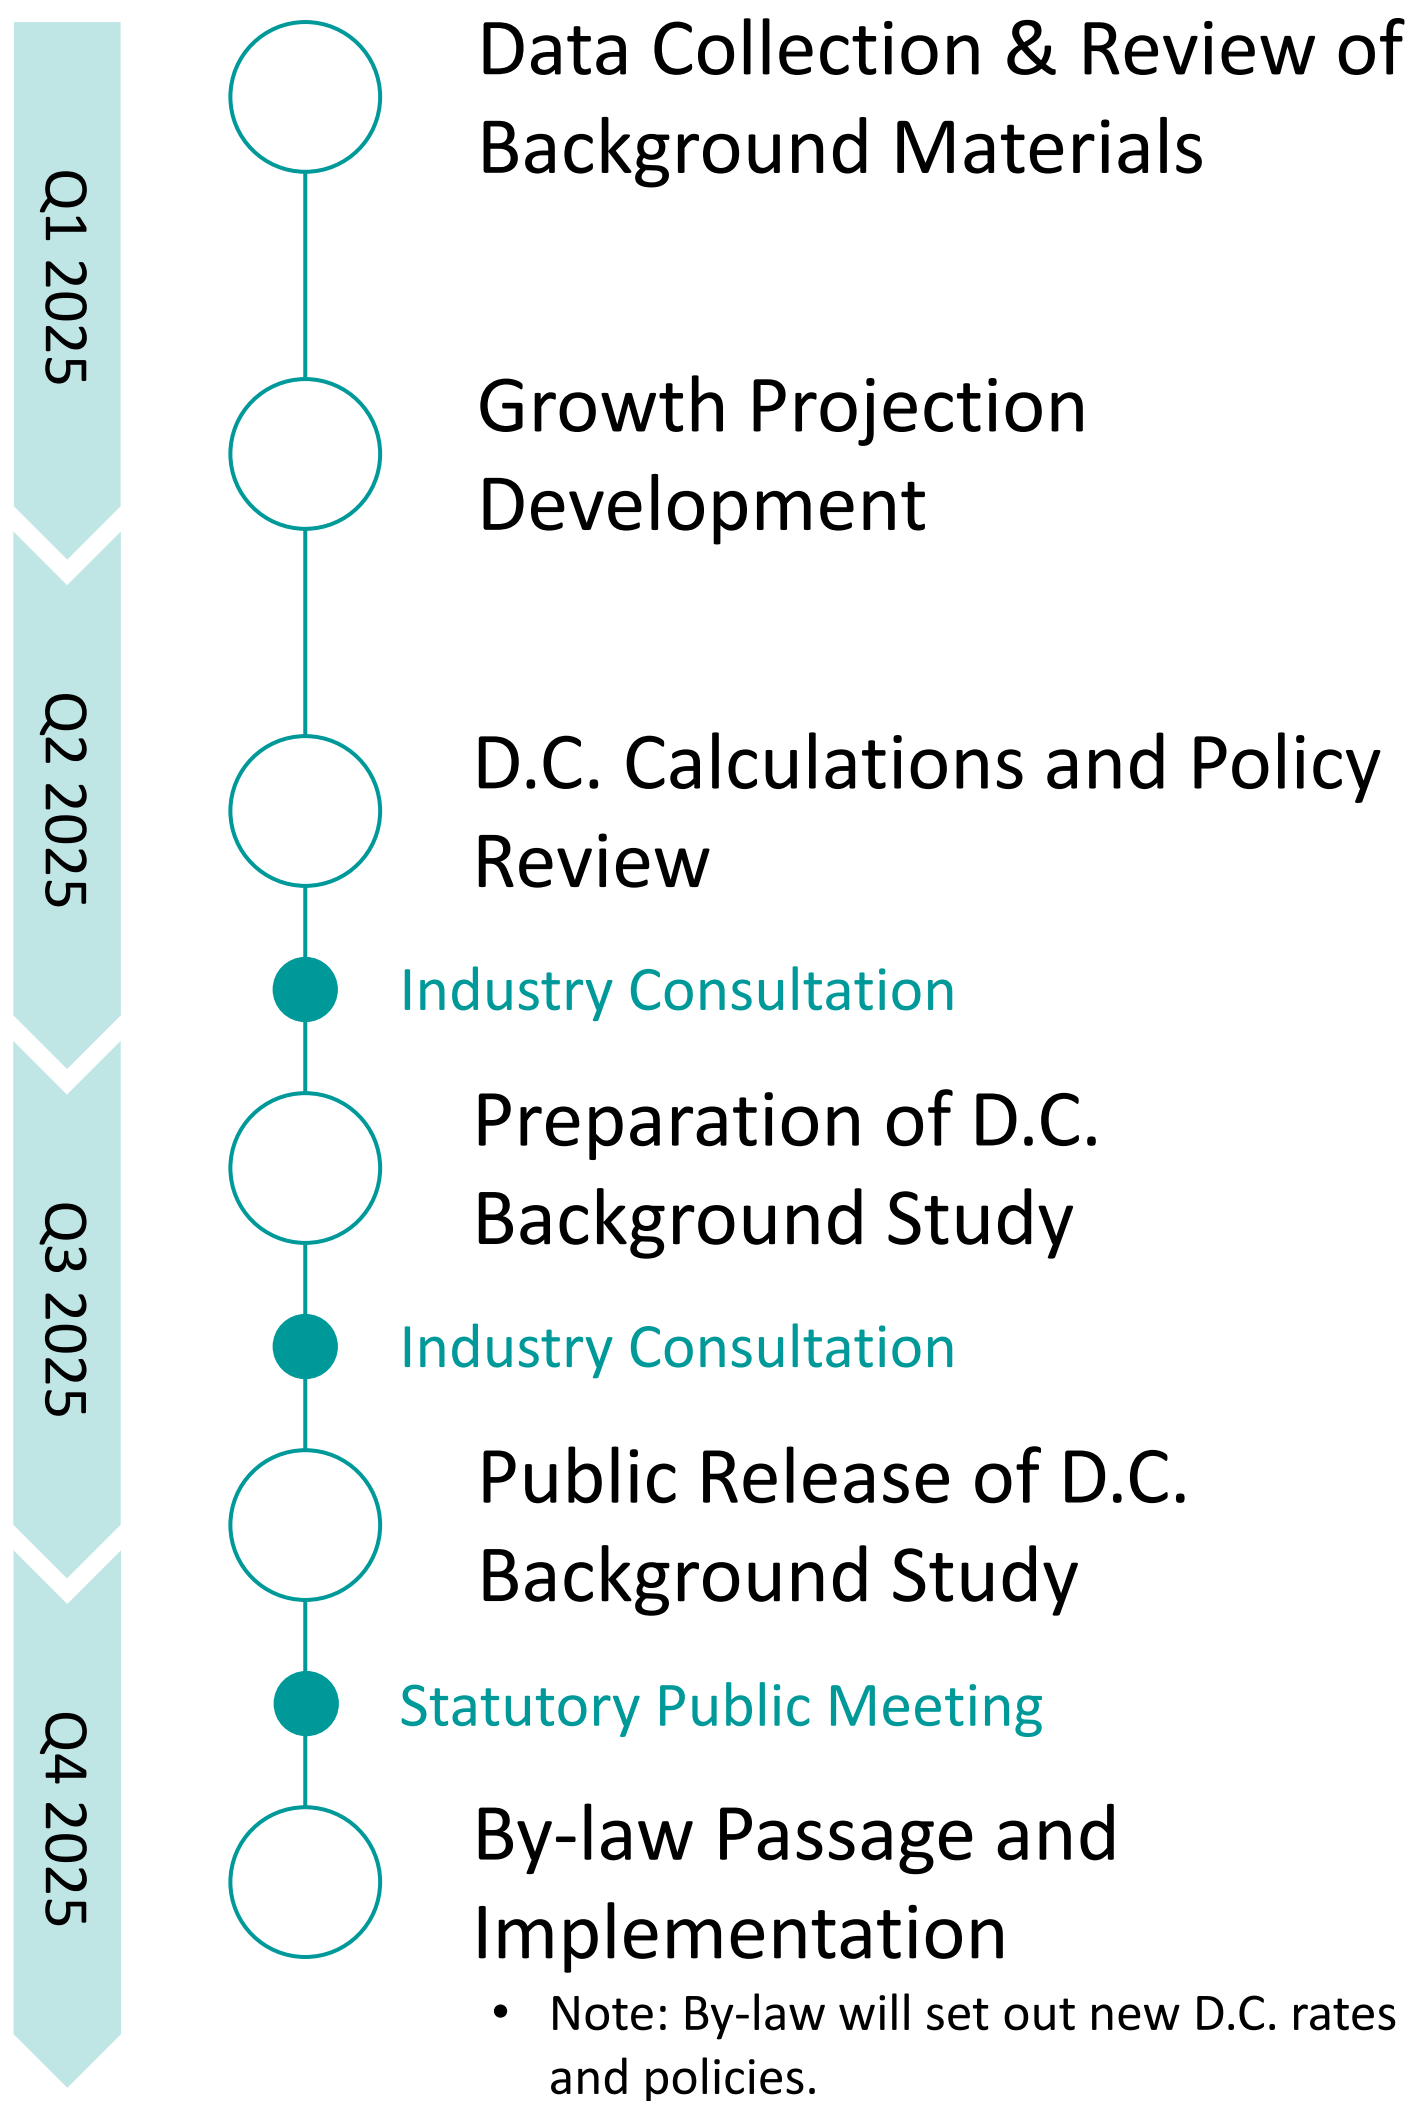 Q1 2025
Data Collection & Review of
Background Materials
Growth Projection
Development
Q2 2025
D.C. Calculations and Policy
Review
Industry Consultation
Q3 2025
Preparation of D.C.
Background Study
Industry Consultation
Public Release of D.C.
Background Study
Q4 2025
Statutory Public Meeting
By-law Passage and
Implementation
• Note: By-law will set out new D.C. rates
and policies.